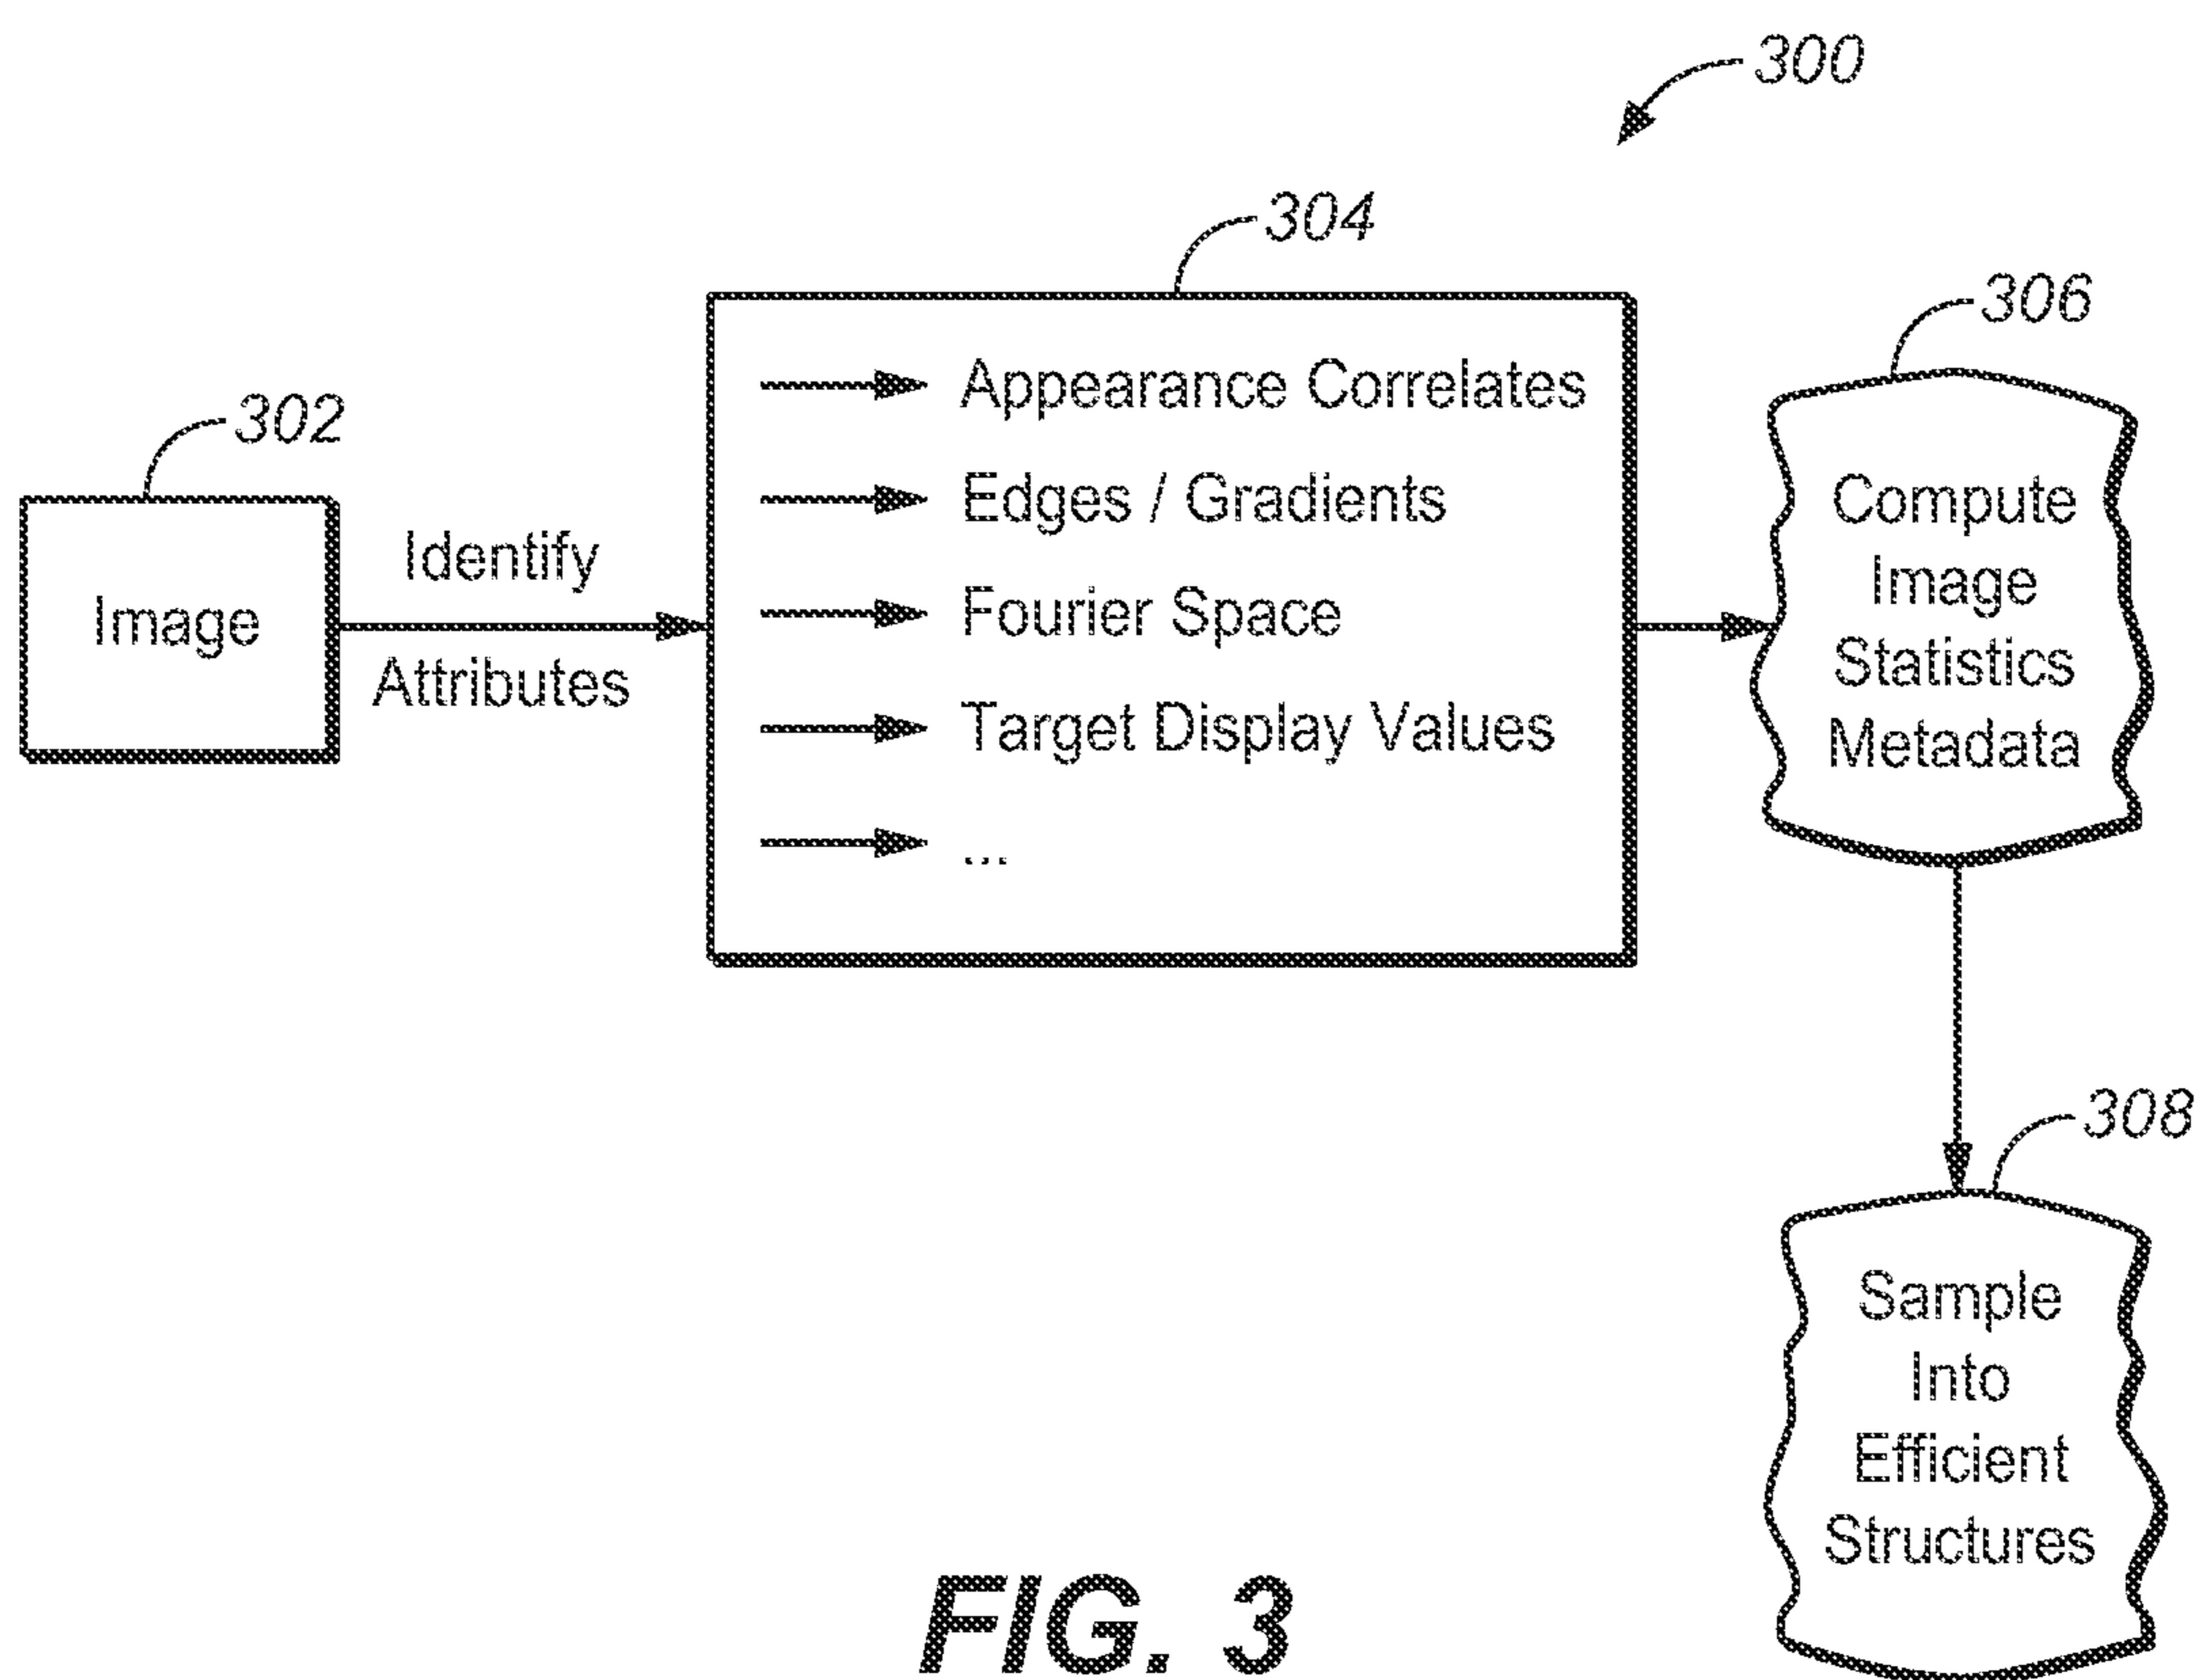 300
304
306
302
Appearance Correlates
Edges / Gradients
Fourier Space
Target Display Values
...
Image
Identify
Attributes
Compute
Image
Statistics
Metadata
308
Sample
Into
Efficient
Structures
FIG. 3